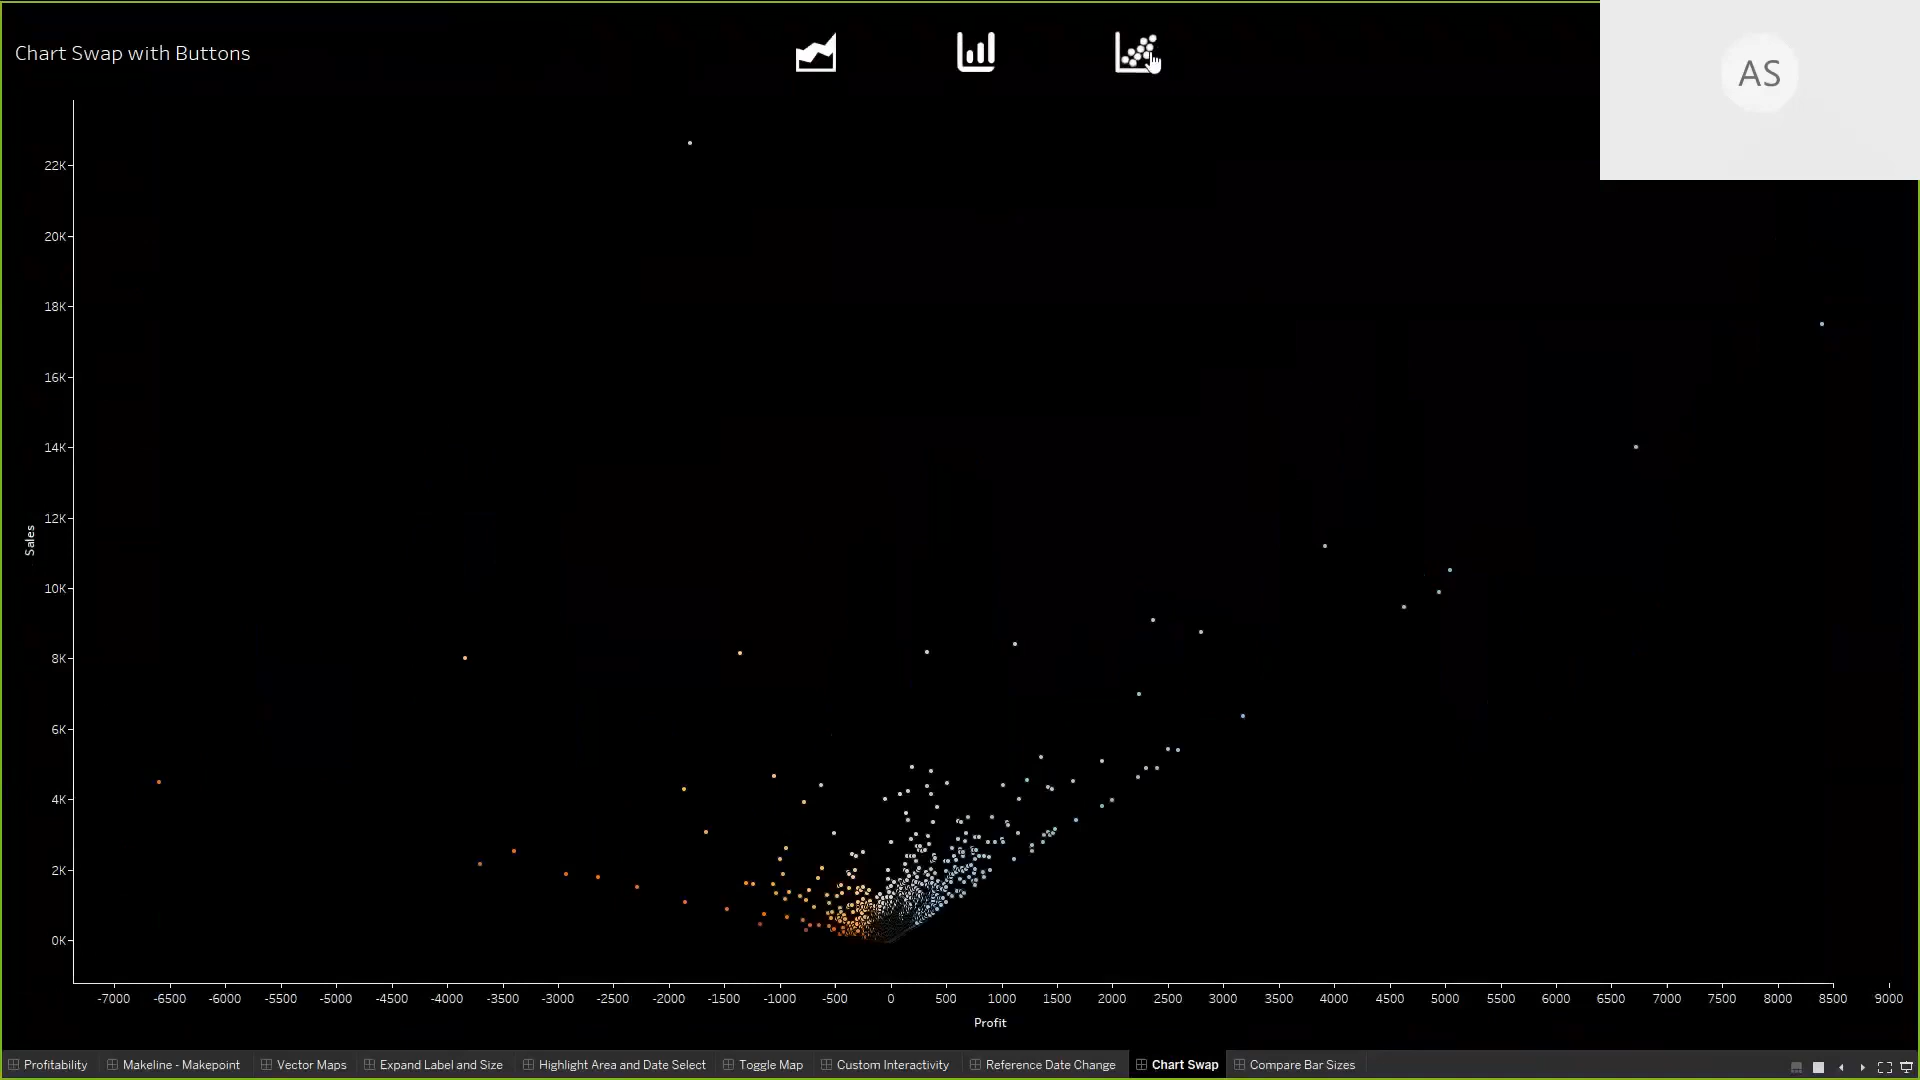 Chart Swap with Buttons
AS
22K
20K
18K
16K
14K
12K
10K
8K
6K
4K
2K
0K
Sales
-7000 -6500 -6000 -5500 -5000 -4500 -4000 -3500 -3000 -2500 -2000 -1500 -1000 -500 0 500 1000 1500 2000 2500 3000 3500 4000 4500 5000 5500 6000 6500 7000 7500 8000 8500 9000
Profit
Profitability Makeline - Makepoint Vector Maps Expand Label and Size Highlight Area and Date Select Toggle Map Custom Interactivity Reference Date Change Chart Swap Compare Bar Sizes